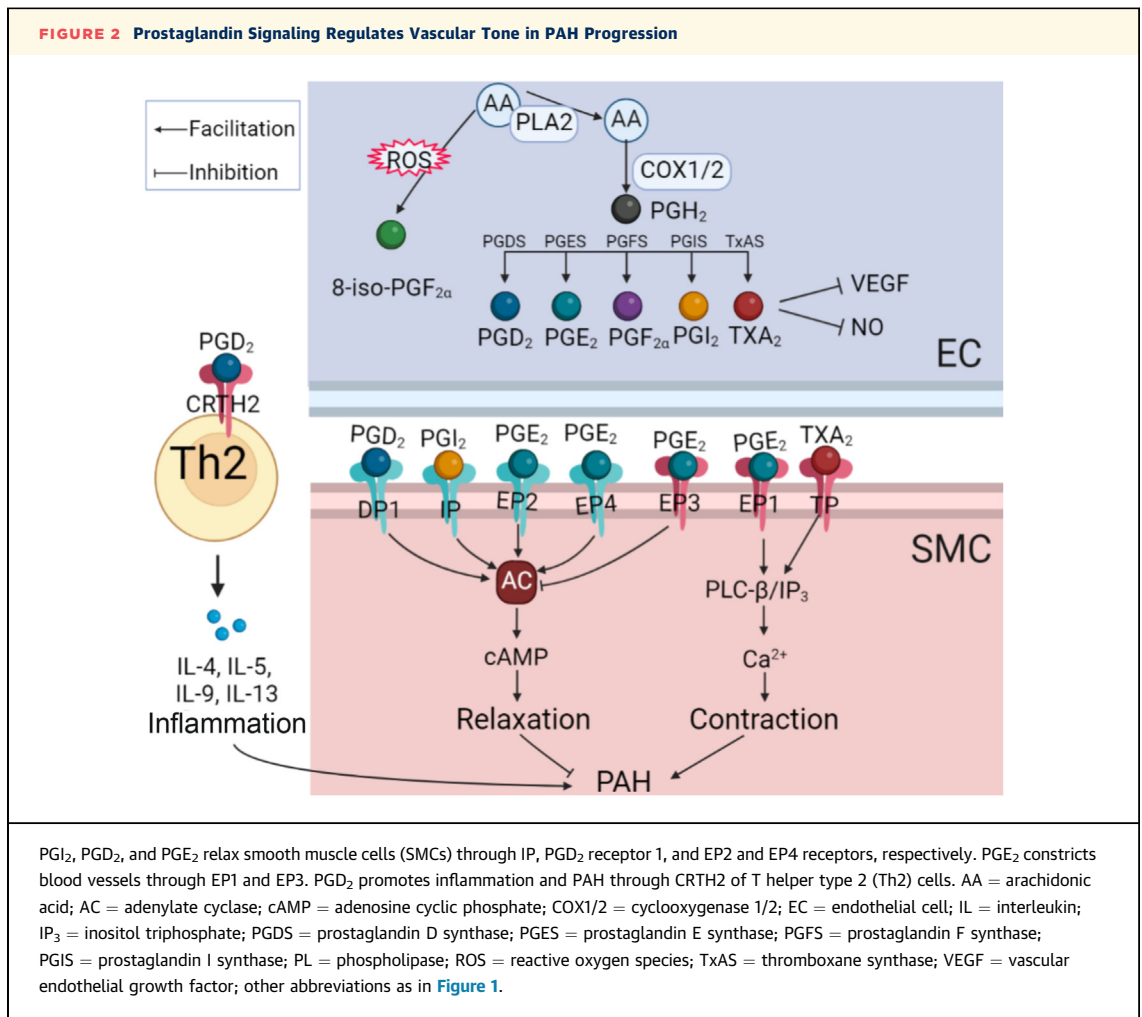 FIGURE 2 Prostaglandin Signaling Regulates Vascular Tone in PAH Progression
Facilitation
Inhibition
AA
PLA2
AA
ROS
COX1/2
PGH₂
8-iso-PGF₂α
PGDS PGES PGFS PGIS TxAS
PGD₂ PGE₂ PGF₂α PGI₂ TXA₂
VEGF
NO
EC
PGD₂
CRTH2
Th2
IL-4, IL-5,
IL-9, IL-13
Inflammation
PGD₂ PGI₂ PGE₂ PGE₂ PGE₂ PGE₂ TXA₂
DP1 IP EP2 EP4 EP3 EP1 TP
SMC
AC
cAMP
Relaxation
PLC-β/IP₃
Ca²⁺
Contraction
PAH
PGI₂, PGD₂, and PGE₂ relax smooth muscle cells (SMCs) through IP, PGD₂ receptor 1, and EP2 and EP4 receptors, respectively. PGE₂ constricts
blood vessels through EP1 and EP3. PGD₂ promotes inflammation and PAH through CRTH2 of T helper type 2 (Th2) cells. AA = arachidonic
acid; AC = adenylate cyclase; cAMP = adenosine cyclic phosphate; COX1/2 = cyclooxygenase 1/2; EC = endothelial cell; IL = interleukin;
IP₃ = inositol triphosphate; PGDS = prostaglandin D synthase; PGES = prostaglandin E synthase; PGFS = prostaglandin F synthase;
PGIS = prostaglandin I synthase; PL = phospholipase; ROS = reactive oxygen species; TxAS = thromboxane synthase; VEGF = vascular
endothelial growth factor; other abbreviations as in Figure 1.